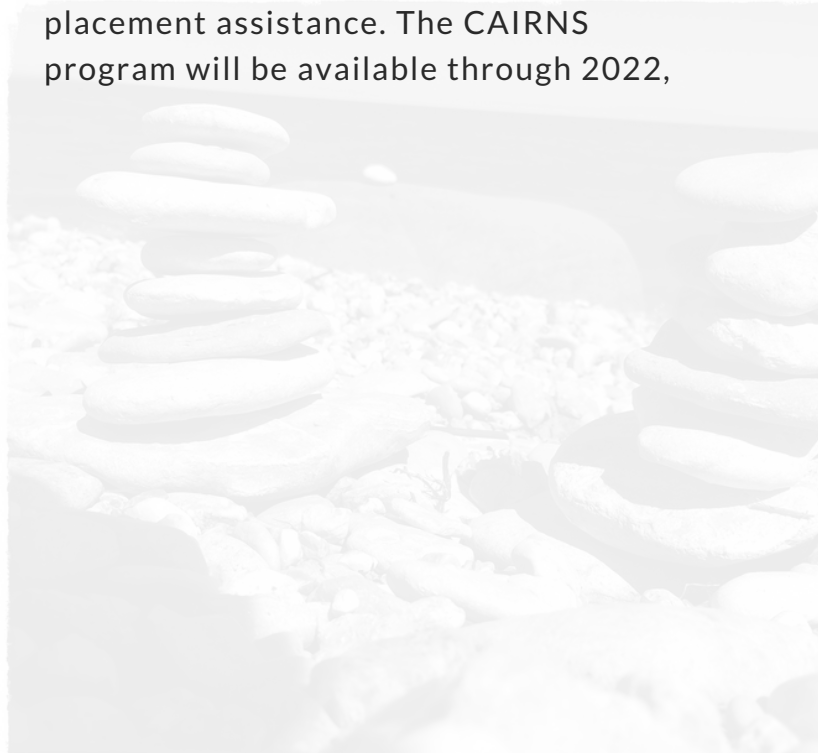 placement assistance. The CAIRNS
program will be available through 2022,